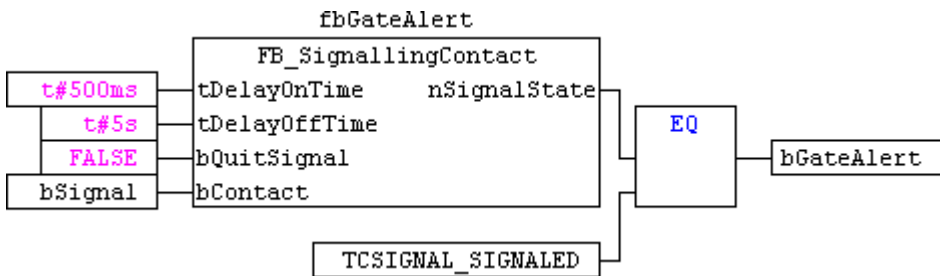 fbGateAlert
FB_SignallingContact
t#500ms tDelayOnTime nSignalState
t#5s tDelayOffTime EQ
FALSE bQuitSignal bGateAlert
bSignal bContact
TCSIGNAL_SIGNALED